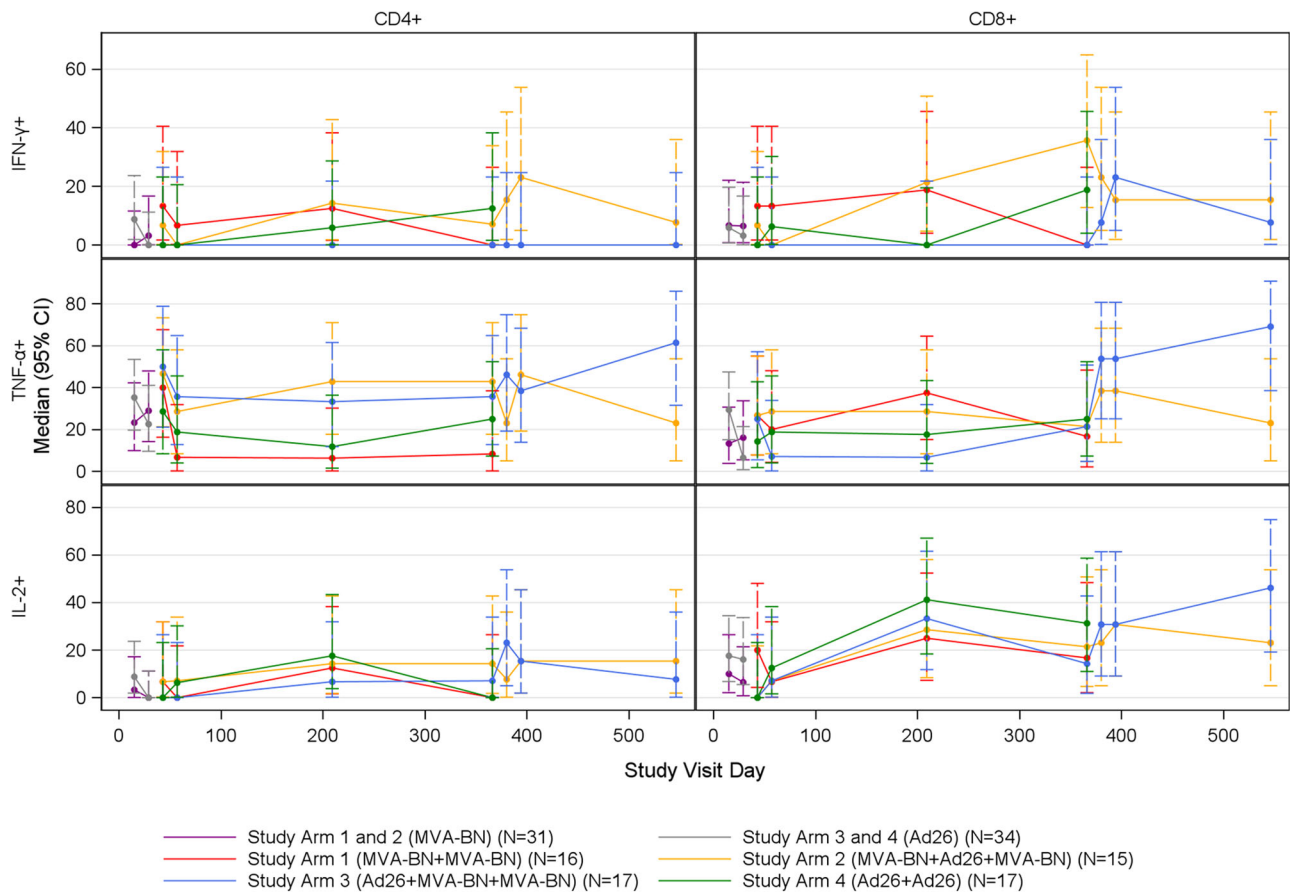 CD4+ CD8+
60
40
20
0
IFN-γ+
80
60
40
20
0
TNF-α+
Median (95% CI)
80
60
40
20
0
IL-2+
0 100 200 300 400 500 0 100 200 300 400 500
Study Visit Day
Study Arm 1 and 2 (MVA-BN) (N=31) Study Arm 3 and 4 (Ad26) (N=34)
Study Arm 1 (MVA-BN+MVA-BN) (N=16) Study Arm 2 (MVA-BN+Ad26+MVA-BN) (N=15)
Study Arm 3 (Ad26+MVA-BN+MVA-BN) (N=17) Study Arm 4 (Ad26+Ad26) (N=17)